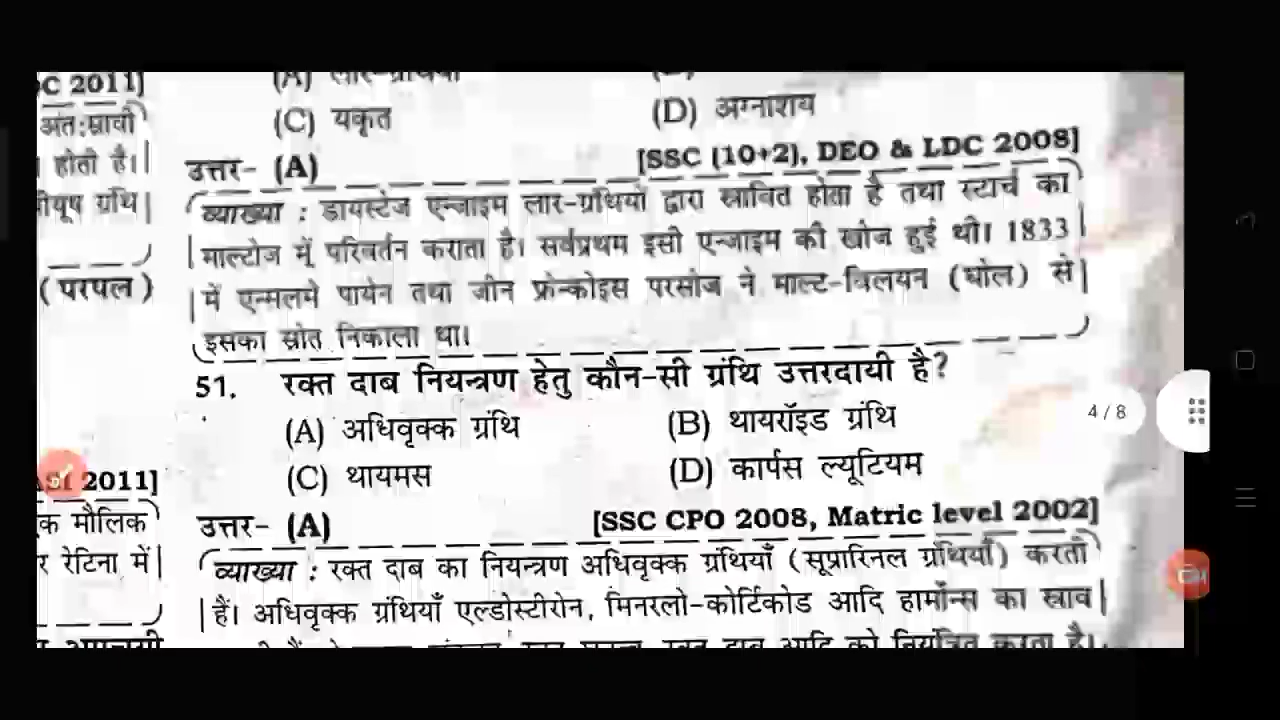 C 2011]
अंतःस्रावी
होती है।
ीयूष ग्रंथि
(परपल)
2011]
क मौलिक
र रेटिना में
(A) लार-ग्रंथियाँ
(C) यकृत (D) अग्नाशय
उत्तर- (A) [SSC (10+2), DEO & LDC 2008]
व्याख्या : डायस्टेज एन्जाइम लार-ग्रंथियों द्वारा स्रावित होता है तथा स्टार्च का
माल्टोज में परिवर्तन कराता है। सर्वप्रथम इसी एन्जाइम की खोज हुई थी। 1833
में एन्सलमे पायेन तथा जीन फ्रेन्कोइस परसोज ने माल्ट-विलयन (घोल) से
इसका स्रोत निकाला था।
51. रक्त दाब नियन्त्रण हेतु कौन-सी ग्रंथि उत्तरदायी है?
(A) अधिवृक्क ग्रंथि (B) थायरॉइड ग्रंथि
(C) थायमस (D) कार्पस ल्यूटियम
उत्तर- (A) [SSC CPO 2008, Matric level 2002]
व्याख्या : रक्त दाब का नियन्त्रण अधिवृक्क ग्रंथियाँ (सूप्रारिनल ग्रंथियाँ) करती
हैं। अधिवृक्क ग्रंथियाँ एल्डोस्टीरोन, मिनरलो-कोर्टिकोड आदि हार्मोन्स का स्राव
रक्त दाब आदि को नियंत्रित करता है।
4/8